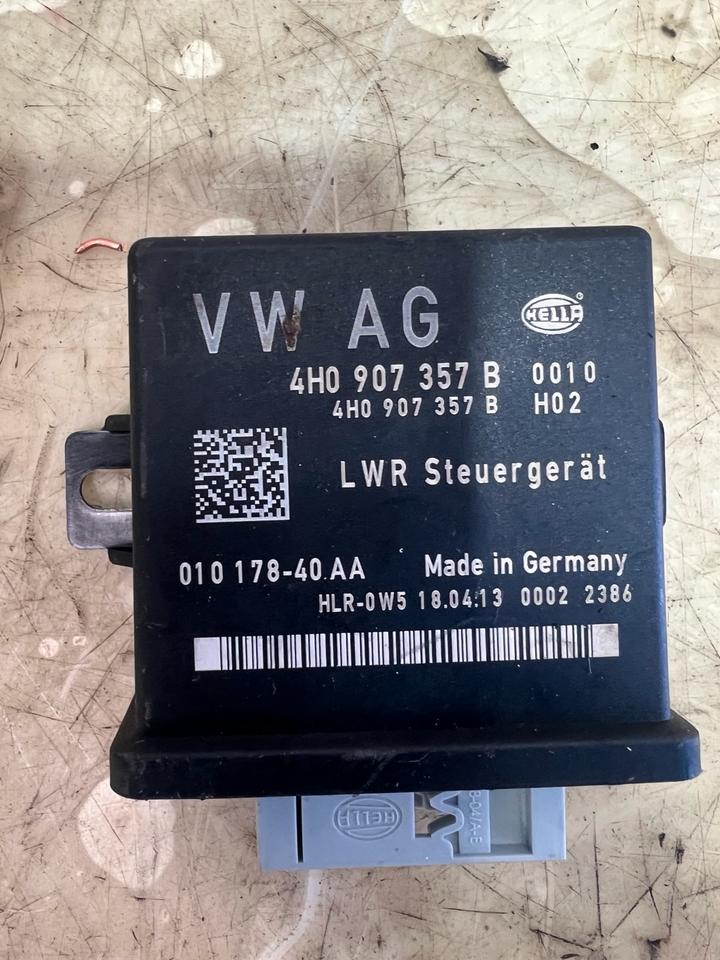 VW AG
HELLA
4H0 907 357 B 0010
4H0 907 357 B H02
LWR Steuergerät
010 178-40.AA Made in Germany
HLR-0W5 18.04.13 0002 2386
HELLA